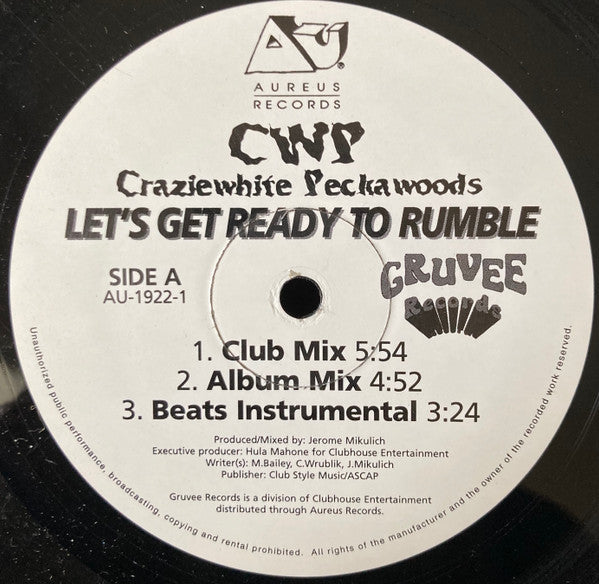 AU
AUREUS
RECORDS
CWP
Craziewhite Peckawoods
LET'S GET READY TO RUMBLE
SIDE A
AU-1922-1
GRUVEE
Records
1. Club Mix 5:54
2. Album Mix 4:52
3. Beats Instrumental 3:24
Produced/Mixed by: Jerome Mikulich
Executive producer: Hula Mahone for Clubhouse Entertainment
Writer(s): M.Bailey, C.Wrublik, J.Mikulich
Publisher: Club Style Music/ASCAP
Gruvee Records is a division of Clubhouse Entertainment
distributed through Aureus Records.
Unauthorized public performance, broadcasting, copying and rental prohibited. All rights of the manufacturer and the owner of the recorded work reserved.